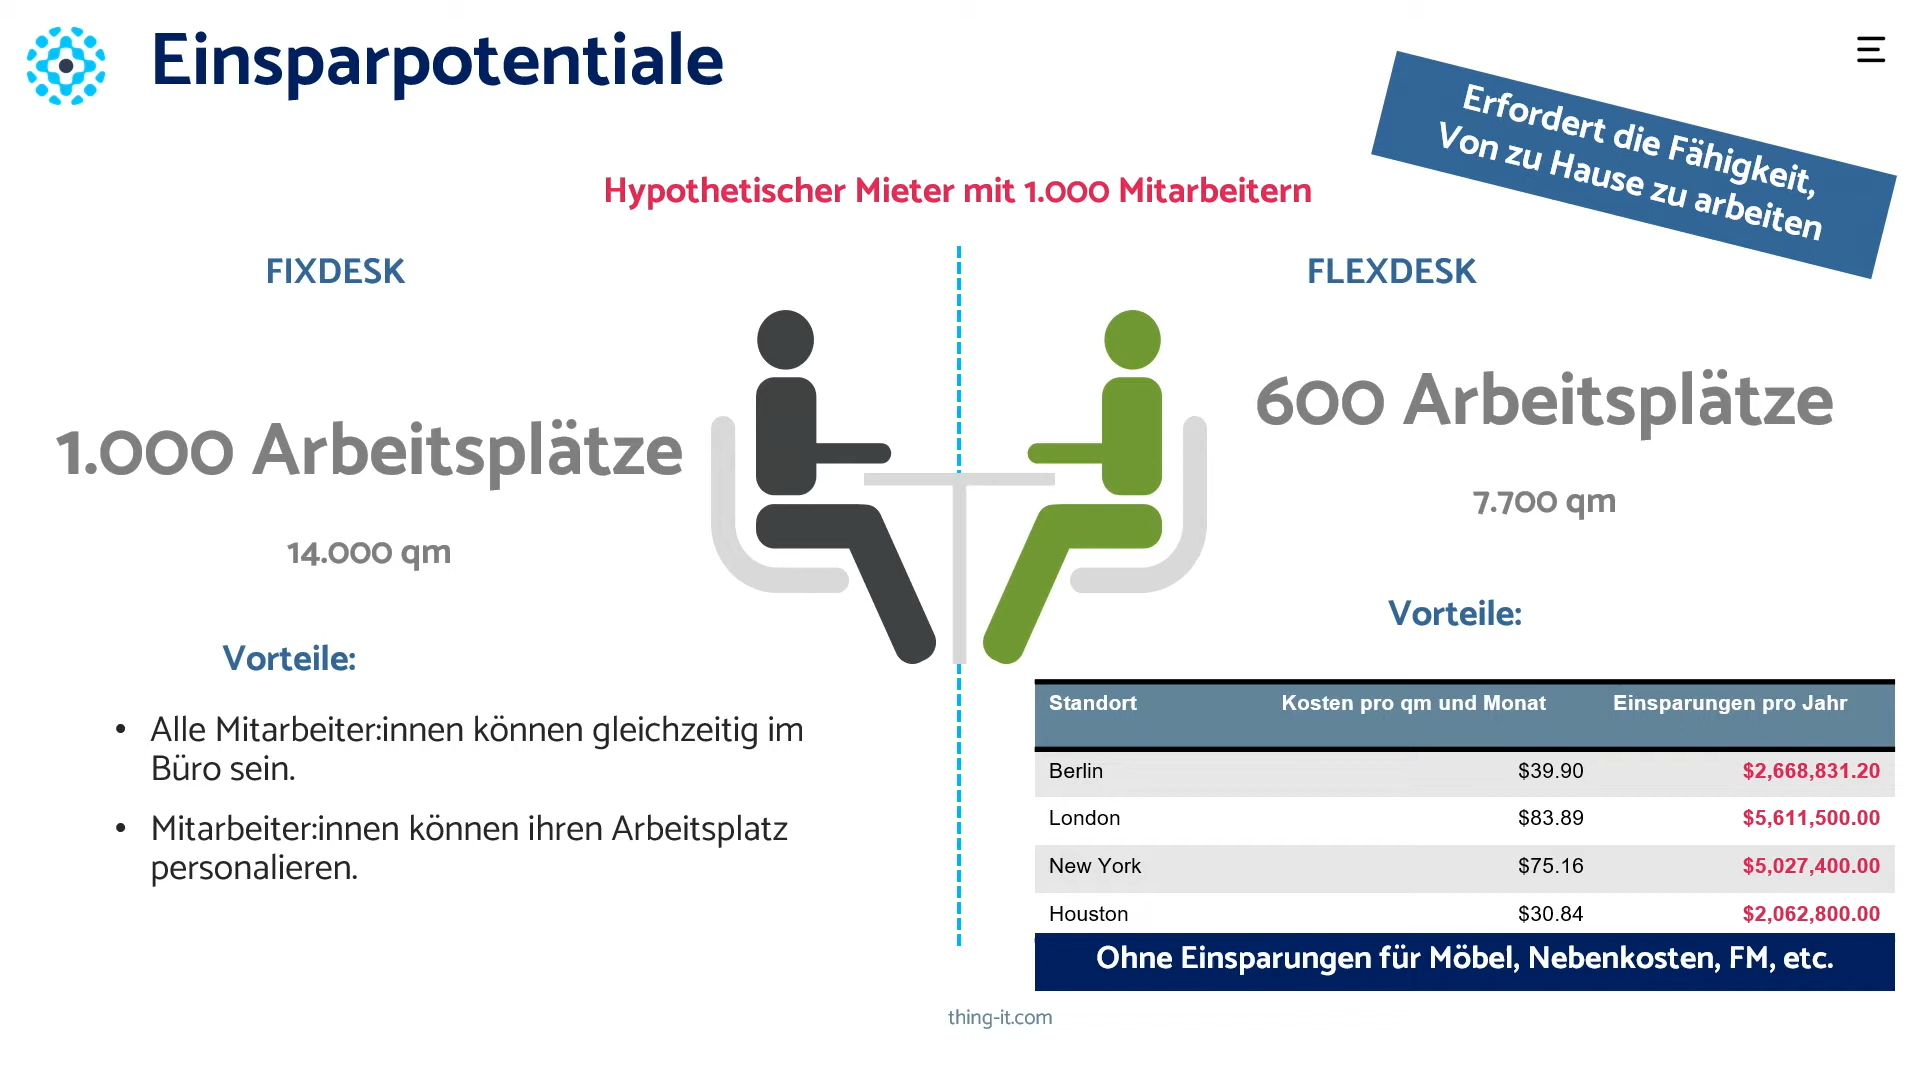 Einsparpotentiale
Erfordert die Fähigkeit,
Von zu Hause zu arbeiten
Hypothetischer Mieter mit 1.000 Mitarbeitern
FIXDESK
1.000 Arbeitsplätze
14.000 qm
Vorteile:
• Alle Mitarbeiter:innen können gleichzeitig im
Büro sein.
• Mitarbeiter:innen können ihren Arbeitsplatz
personalieren.
FLEXDESK
600 Arbeitsplätze
7.700 qm
Vorteile:
Standort Kosten pro qm und Monat Einsparungen pro Jahr
Berlin $39.90 $2,668,831.20
London $83.89 $5,611,500.00
New York $75.16 $5,027,400.00
Houston $30.84 $2,062,800.00
Ohne Einsparungen für Möbel, Nebenkosten, FM, etc.
thing-it.com